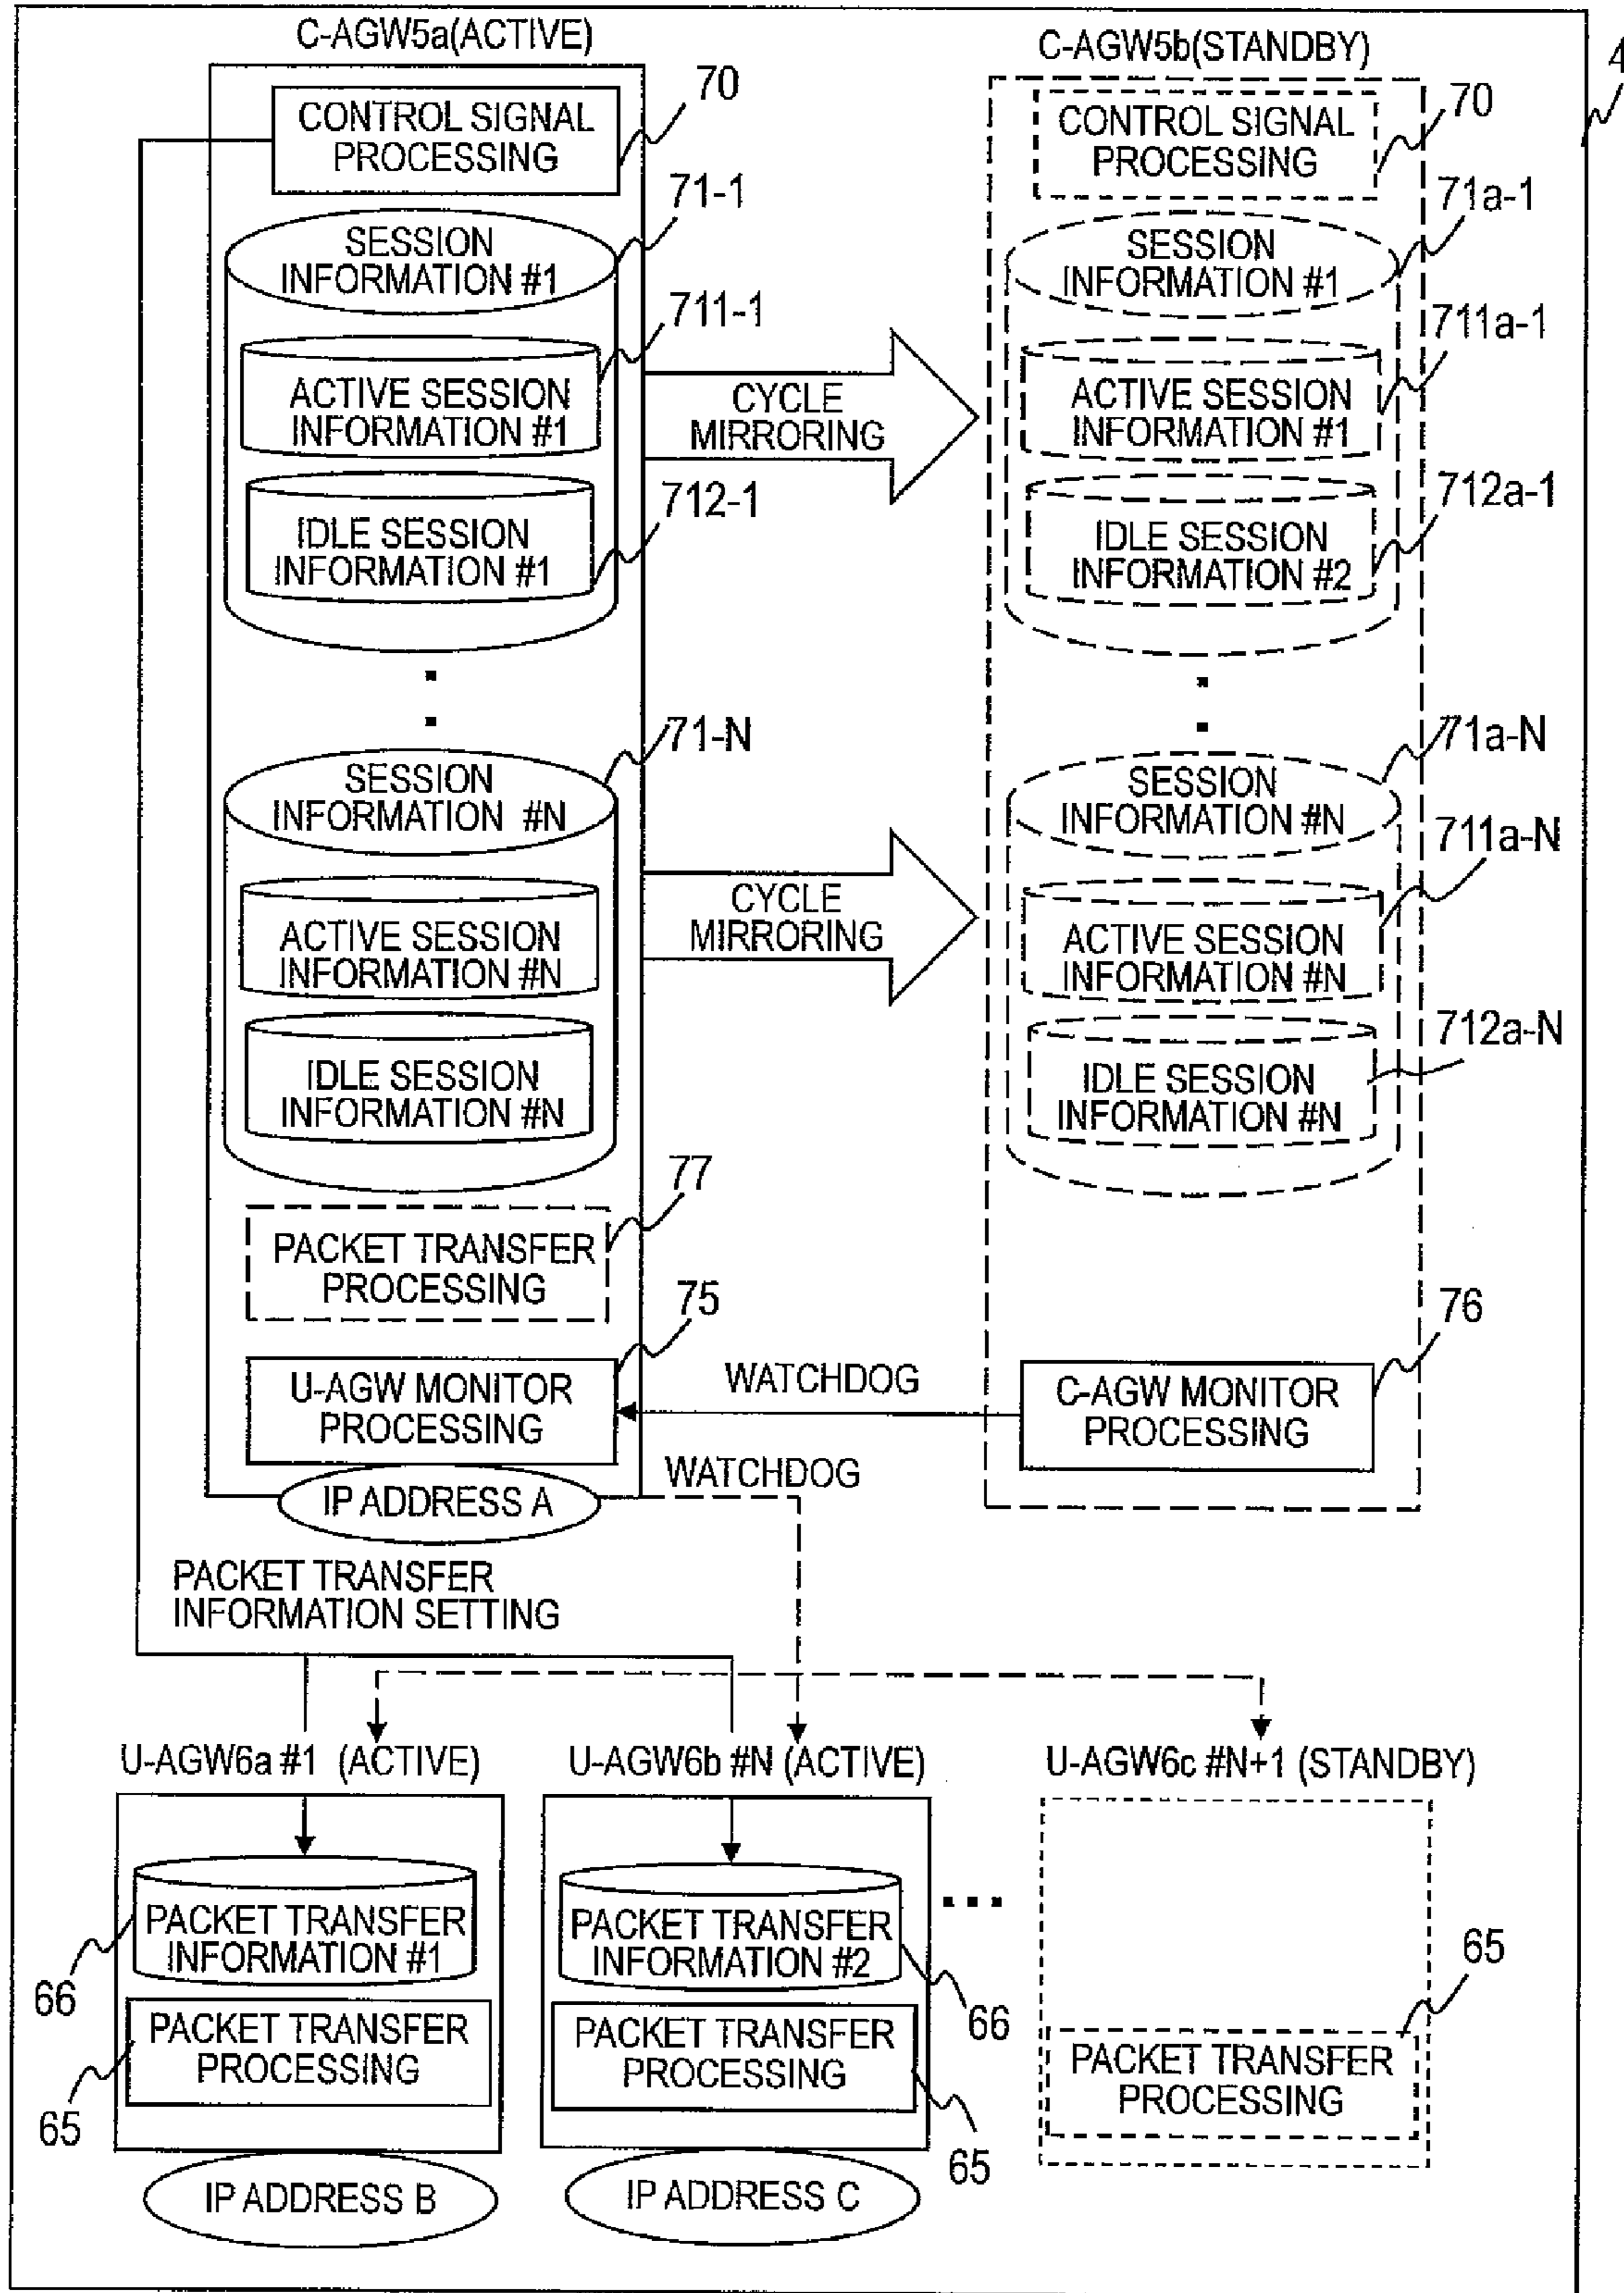 C-AGW5a(ACTIVE)
C-AGW5b(STANDBY)
4
CONTROL SIGNAL
PROCESSING
70
CONTROL SIGNAL
PROCESSING
70
71-1
71a-1
SESSION
INFORMATION #1
SESSION
INFORMATION #1
711-1
711a-1
ACTIVE SESSION
INFORMATION #1
CYCLE
MIRRORING
ACTIVE SESSION
INFORMATION #1
712-1
712a-1
IDLE SESSION
INFORMATION #1
IDLE SESSION
INFORMATION #2
71-N
71a-N
SESSION
INFORMATION #N
SESSION
INFORMATION #N
711a-N
ACTIVE SESSION
INFORMATION #N
CYCLE
MIRRORING
ACTIVE SESSION
INFORMATION #N
712a-N
IDLE SESSION
INFORMATION #N
IDLE SESSION
INFORMATION #N
77
PACKET TRANSFER
PROCESSING
75
76
U-AGW MONITOR
PROCESSING
WATCHDOG
C-AGW MONITOR
PROCESSING
WATCHDOG
IP ADDRESS A
PACKET TRANSFER
INFORMATION SETTING
U-AGW6a #1 (ACTIVE)
U-AGW6b #N (ACTIVE)
U-AGW6c #N+1 (STANDBY)
PACKET TRANSFER
INFORMATION #1
66
PACKET TRANSFER
INFORMATION #2
66
...
65
PACKET TRANSFER
PROCESSING
65
PACKET TRANSFER
PROCESSING
65
PACKET TRANSFER
PROCESSING
IP ADDRESS B
IP ADDRESS C